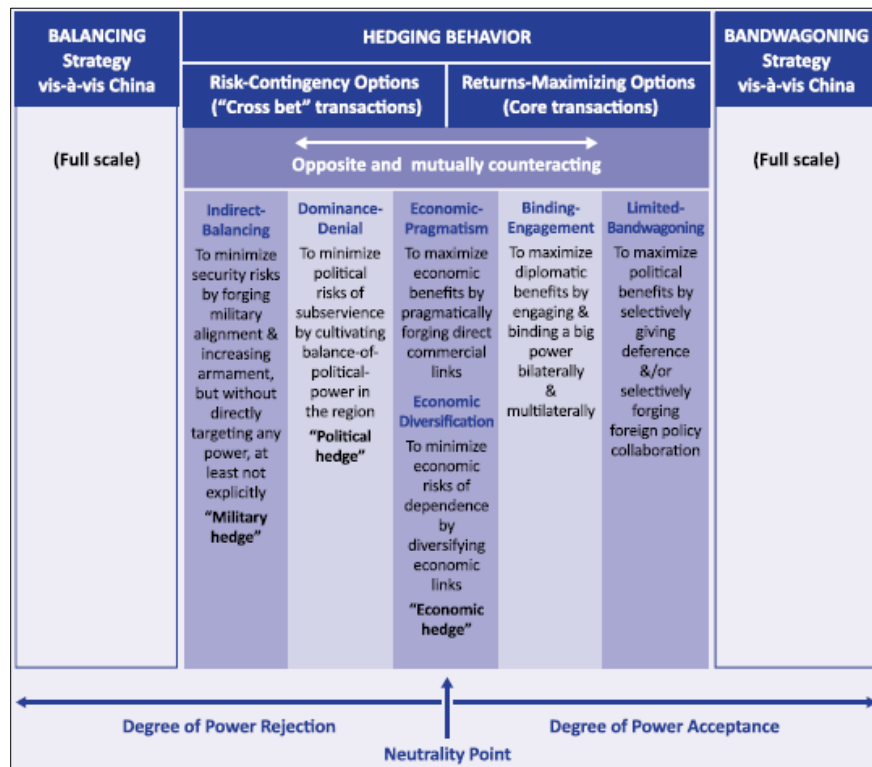 BALANCING
Strategy
vis-à-vis China
(Full scale)
HEDGING BEHAVIOR
Risk-Contingency Options
(“Cross bet” transactions)
Returns-Maximizing Options
(Core transactions)
Opposite and mutually counteracting
Indirect-
Balancing
To minimize
security risks
by forging
military
alignment &
increasing
armament,
but without
directly
targeting any
power, at
least not
explicitly
“Military
hedge”
Dominance-
Denial
To minimize
political
risks of
subservience
by cultivating
balance-of-
political-
power in
the region
“Political
hedge”
Economic-
Pragmatism
To maximize
economic
benefits by
pragmatically
forging direct
commercial
links
Economic
Diversification
To minimize
economic
risks of
dependence
by
diversifying
economic
links
“Economic
hedge”
Binding-
Engagement
To maximize
diplomatic
benefits by
engaging &
binding a big
power
bilaterally
&
multilaterally
Limited-
Bandwagoning
To maximize
political
benefits by
selectively
giving
deference
&/or
selectively
forging
foreign policy
collaboration
BANDWAGONING
Strategy
vis-à-vis China
(Full scale)
Degree of Power Rejection
Degree of Power Acceptance
Neutrality Point